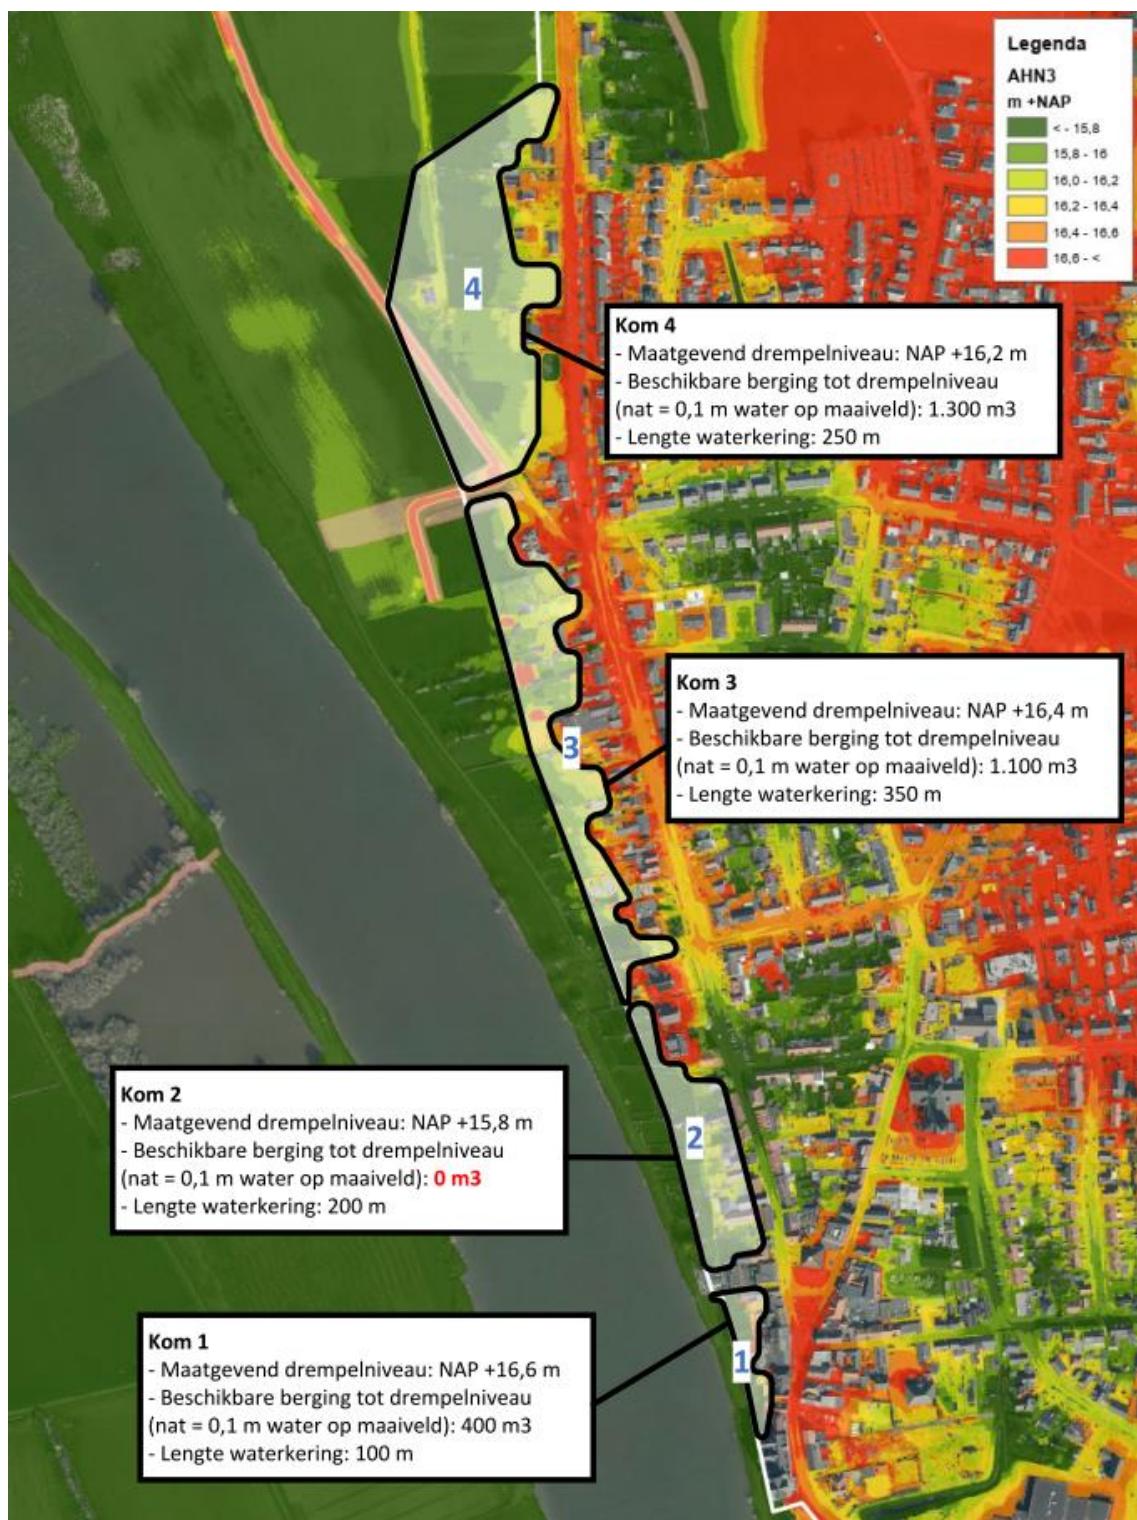 Legenda
AHN3
m +NAP
< - 15,8
15,8 - 16
16,0 - 16,2
16,2 - 16,4
16,4 - 16,6
16,6 - <
4
Kom 4
- Maatgevend drempelniveau: NAP +16,2 m
- Beschikbare berging tot drempelniveau
(nat = 0,1 m water op maaiveld): 1.300 m3
- Lengte waterkering: 250 m
Kom 3
- Maatgevend drempelniveau: NAP +16,4 m
- Beschikbare berging tot drempelniveau
(nat = 0,1 m water op maaiveld): 1.100 m3
- Lengte waterkering: 350 m
3
Kom 2
- Maatgevend drempelniveau: NAP +15,8 m
- Beschikbare berging tot drempelniveau
(nat = 0,1 m water op maaiveld): 0 m3
- Lengte waterkering: 200 m
2
Kom 1
- Maatgevend drempelniveau: NAP +16,6 m
- Beschikbare berging tot drempelniveau
(nat = 0,1 m water op maaiveld): 400 m3
- Lengte waterkering: 100 m
1